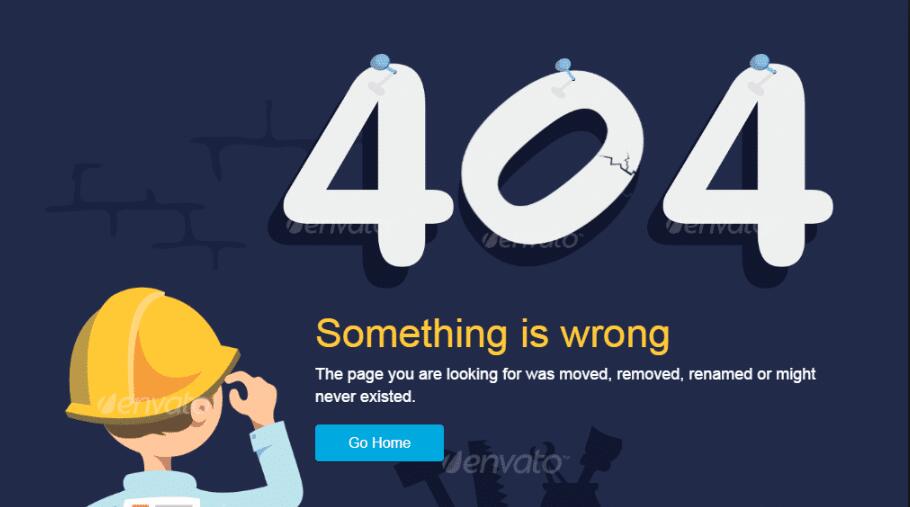 404
envato
envato
envato
Something is wrong
The page you are looking for was moved, removed, renamed or might
never existed.
envato
Go Home
envato™